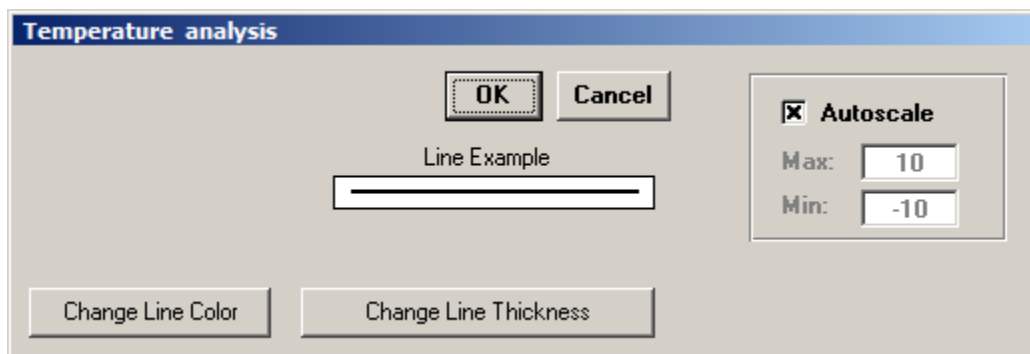 Temperature analysis
OK
Cancel
Line Example
Autoscale
Max: 10
Min: -10
Change Line Color
Change Line Thickness